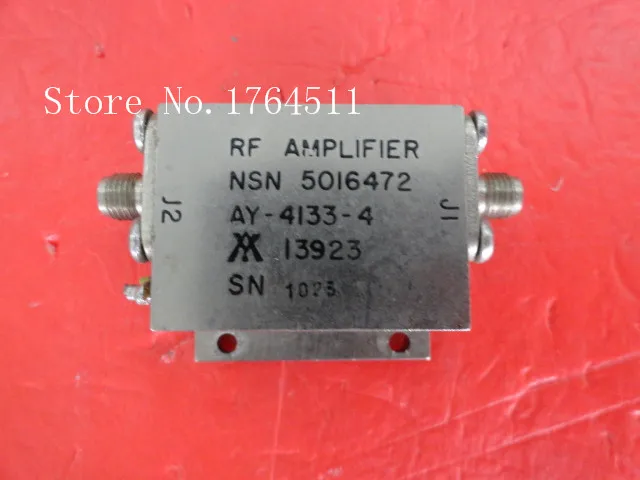 Store No.1764511
RF AMPLIFIER
NSN 5016472
AY-4133-4
13923
SN 1025
J2
J1